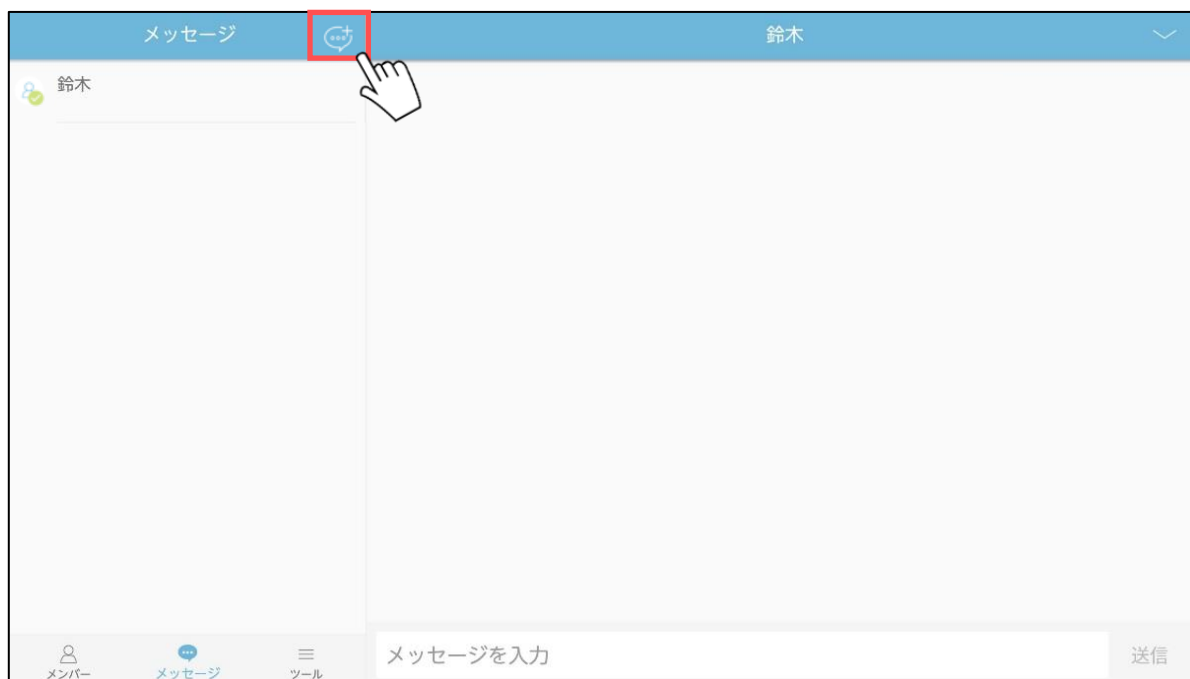 メッセージ
鈴木
鈴木
メンバー
メッセージ
ツール
メッセージを入力
送信